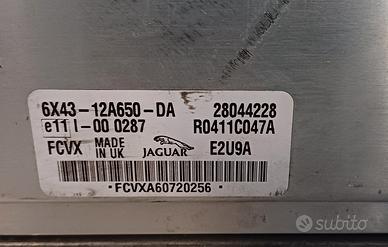 6X43-12A650-DA 28044228
e11 I-00 0287 R0411C047A
FCVX MADE IN UK JAGUAR E2U9A
*FCVXA60720256*
subito